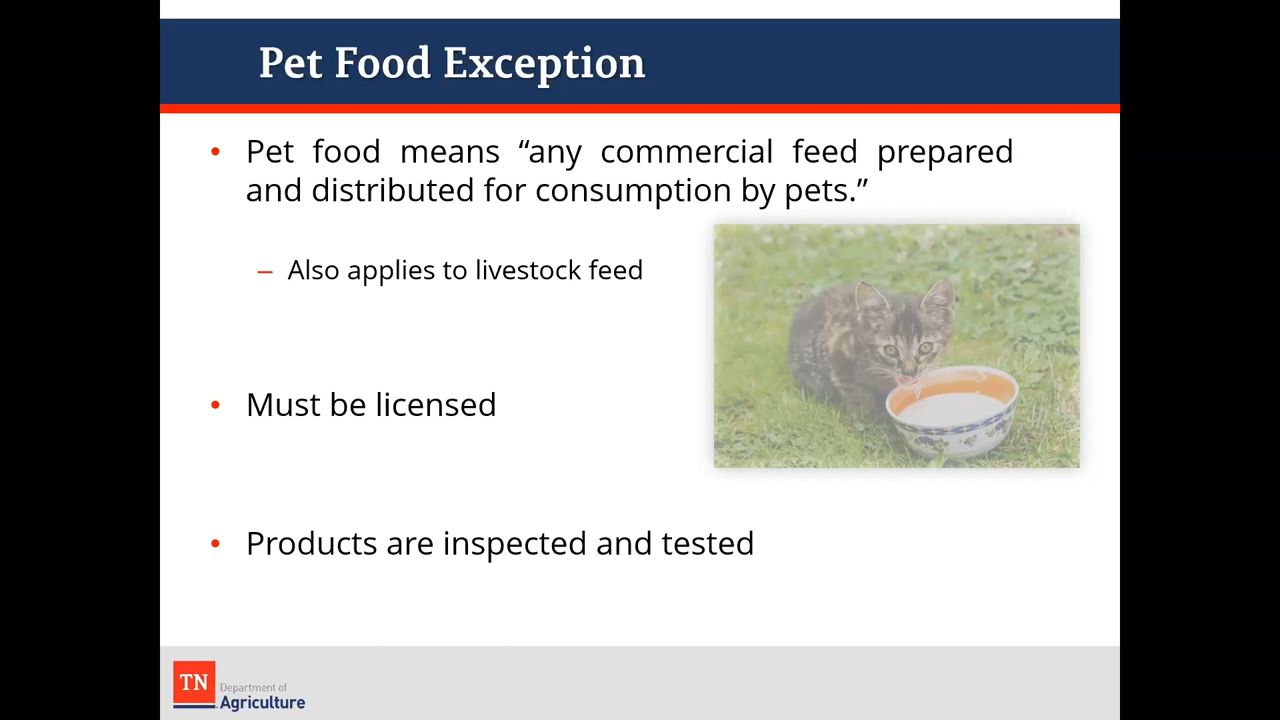 Pet Food Exception
• Pet food means “any commercial feed prepared
and distributed for consumption by pets.”
– Also applies to livestock feed
• Must be licensed
• Products are inspected and tested
TN
Department of
Agriculture